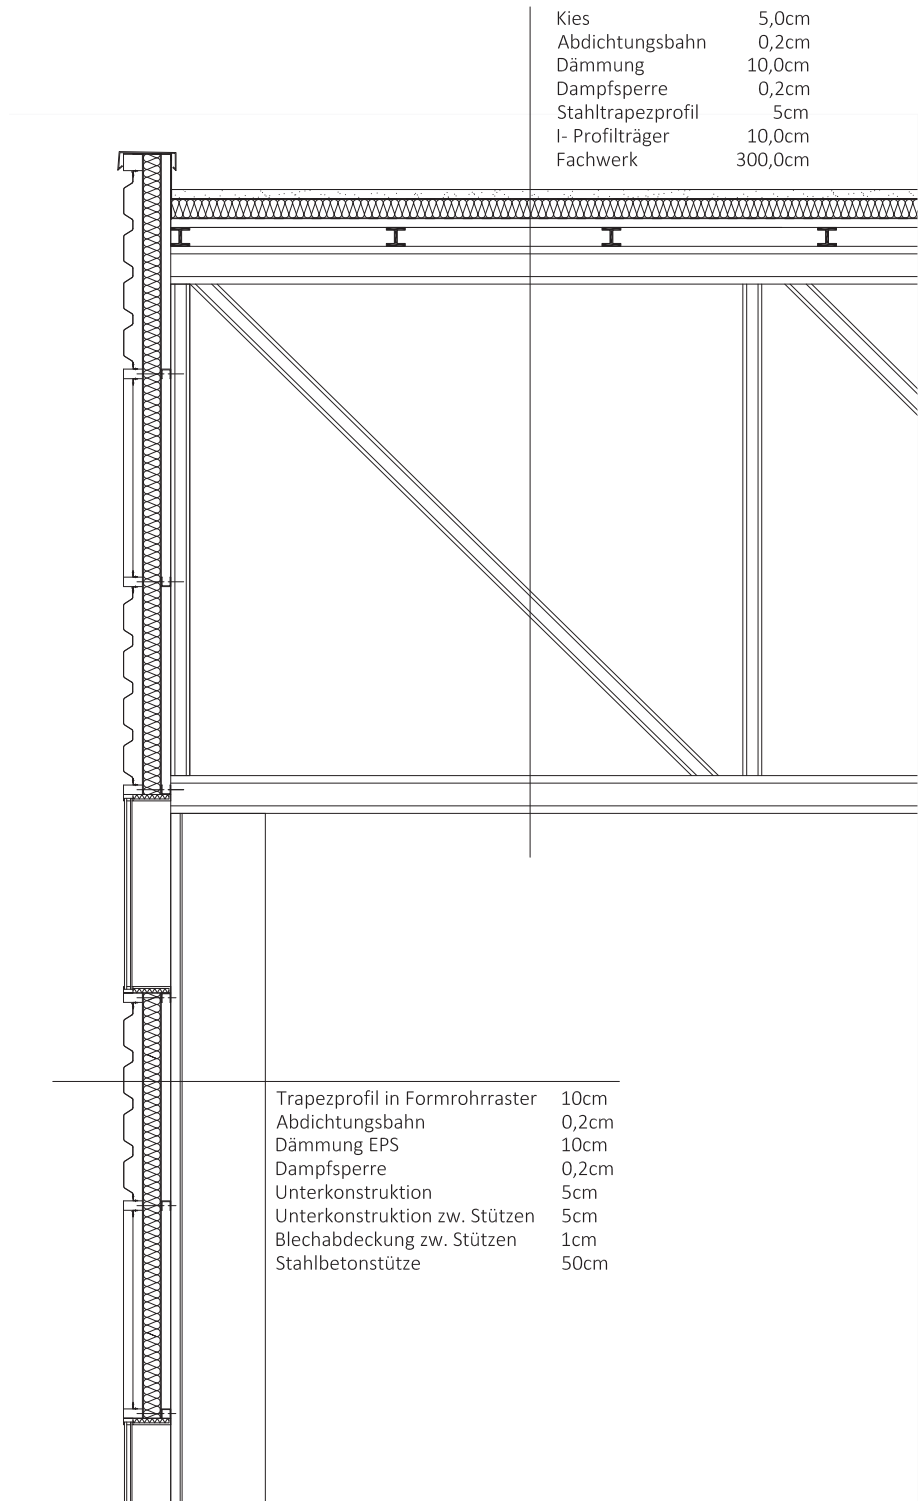 Kies 5,0cm
Abdichtungsbahn 0,2cm
Dämmung 10,0cm
Dampfsperre 0,2cm
Stahltrapezprofil 5cm
I- Profilträger 10,0cm
Fachwerk 300,0cm
Trapezprofil in Formrohrraster 10cm
Abdichtungsbahn 0,2cm
Dämmung EPS 10cm
Dampfsperre 0,2cm
Unterkonstruktion 5cm
Unterkonstruktion zw. Stützen 5cm
Blechabdeckung zw. Stützen 1cm
Stahlbetonstütze 50cm